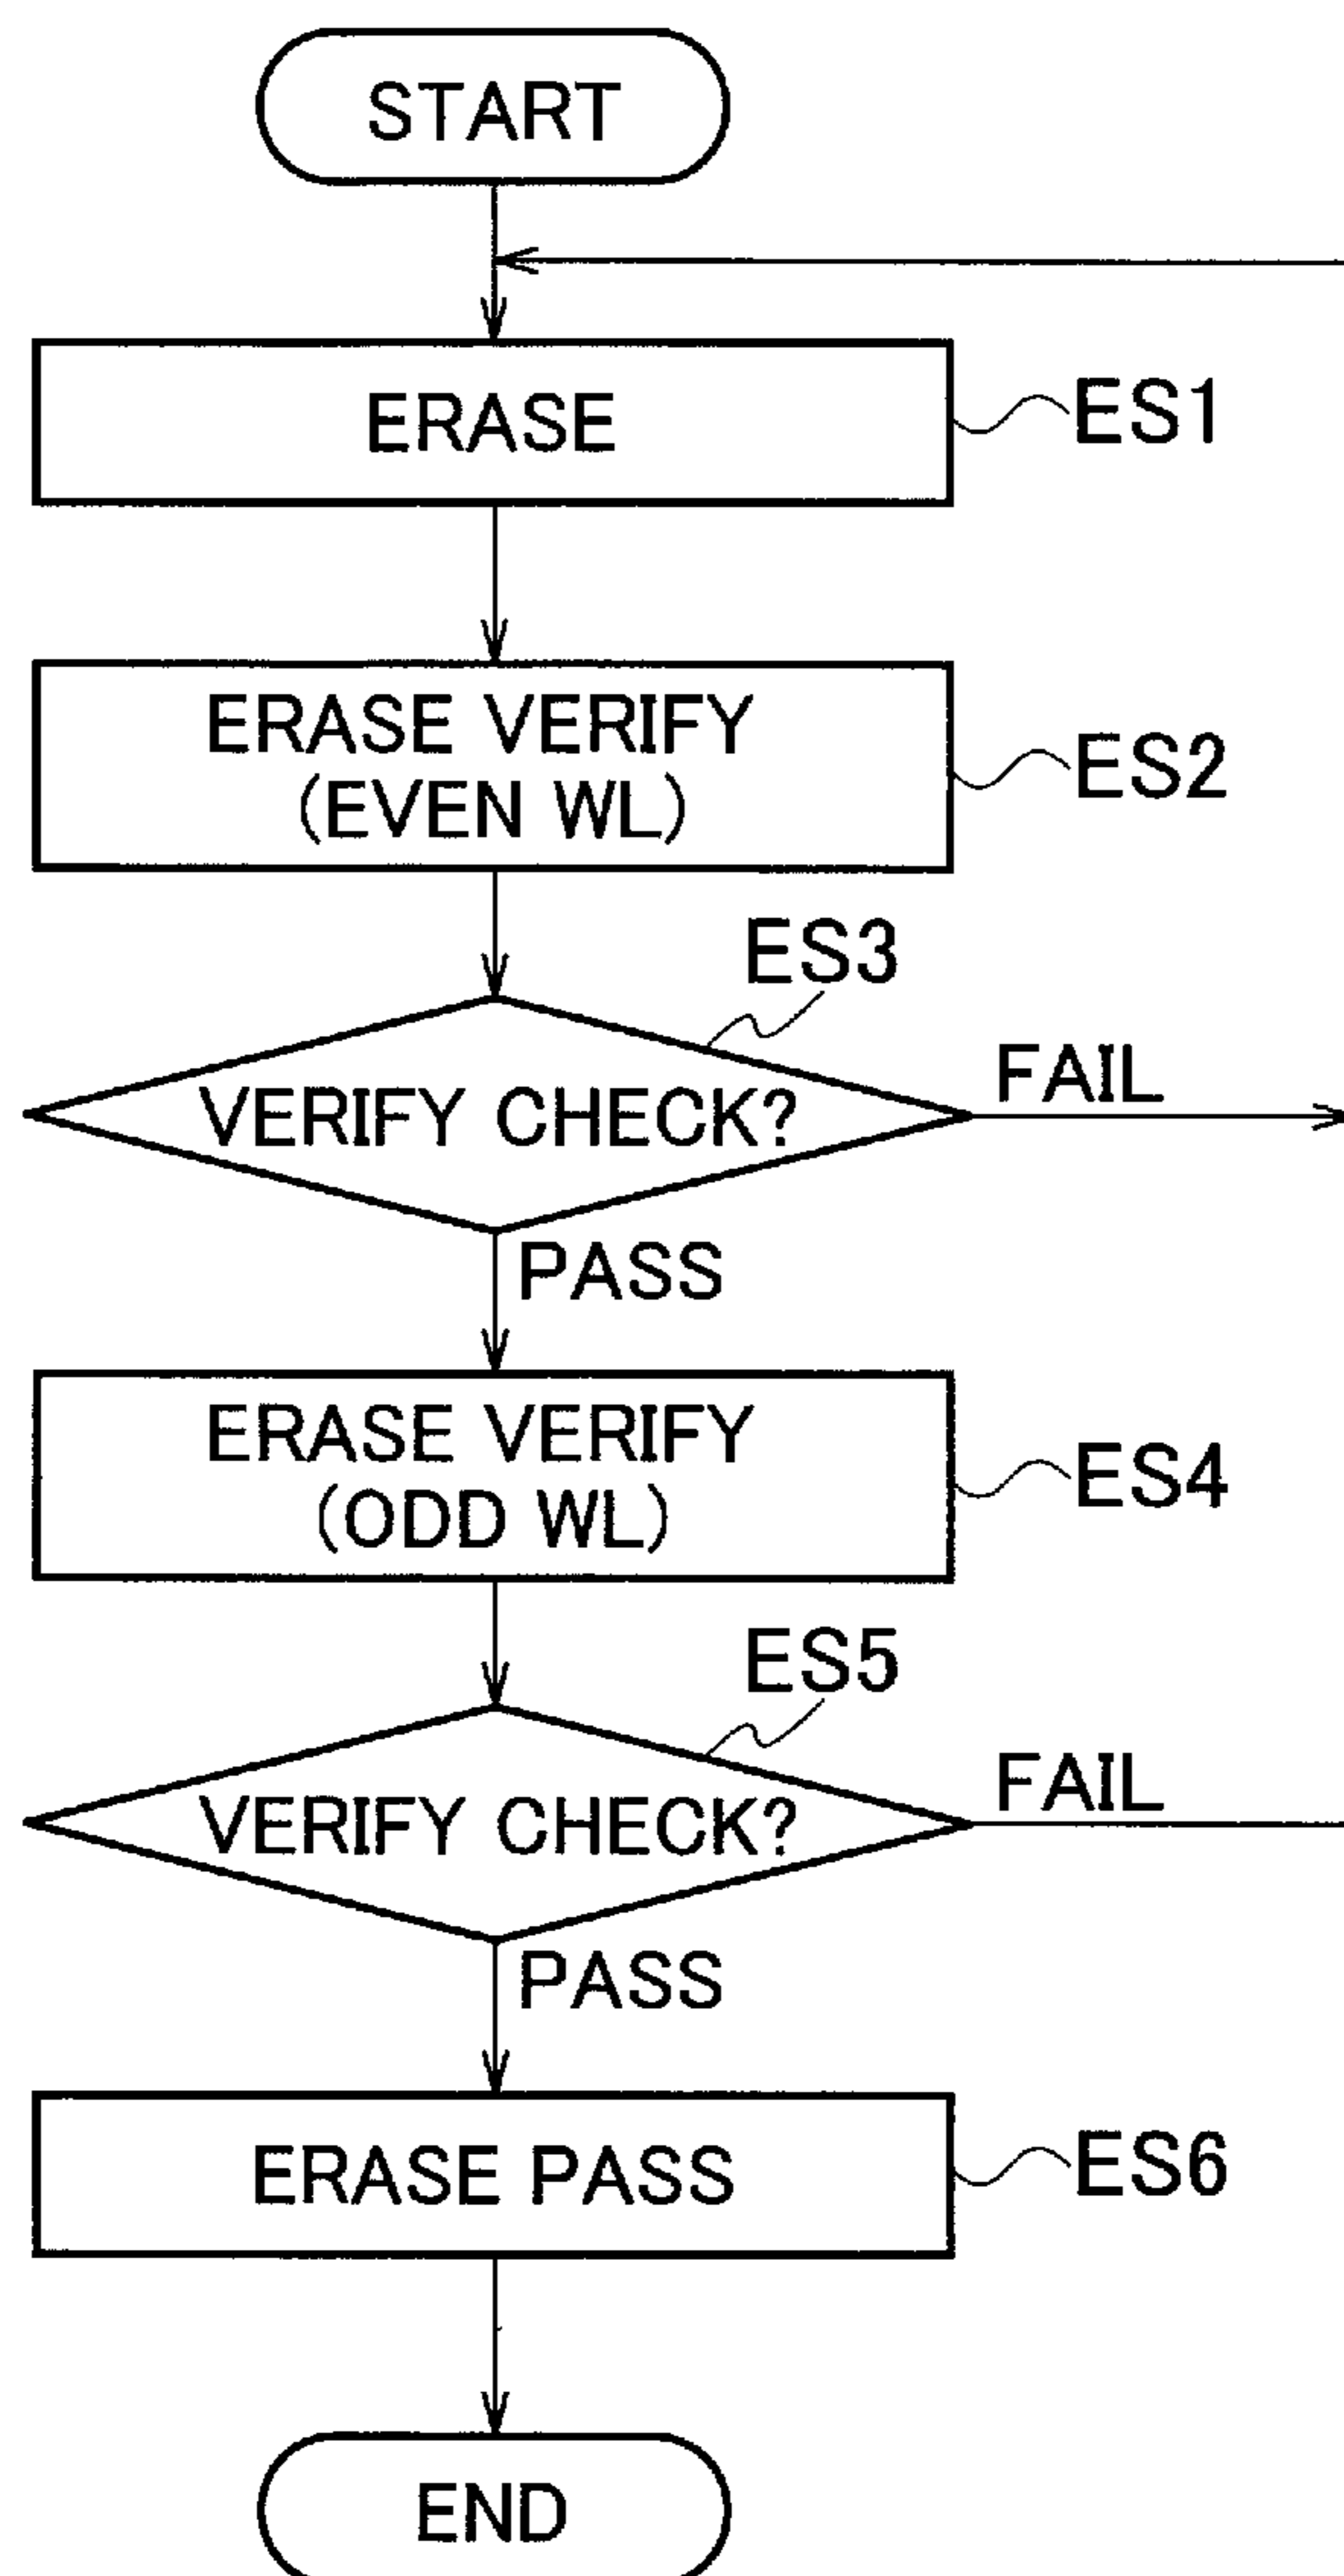 START
ERASE
ES1
ERASE VERIFY
(EVEN WL)
ES2
ES3
VERIFY CHECK?
FAIL
PASS
ERASE VERIFY
(ODD WL)
ES4
ES5
VERIFY CHECK?
FAIL
PASS
ERASE PASS
ES6
END